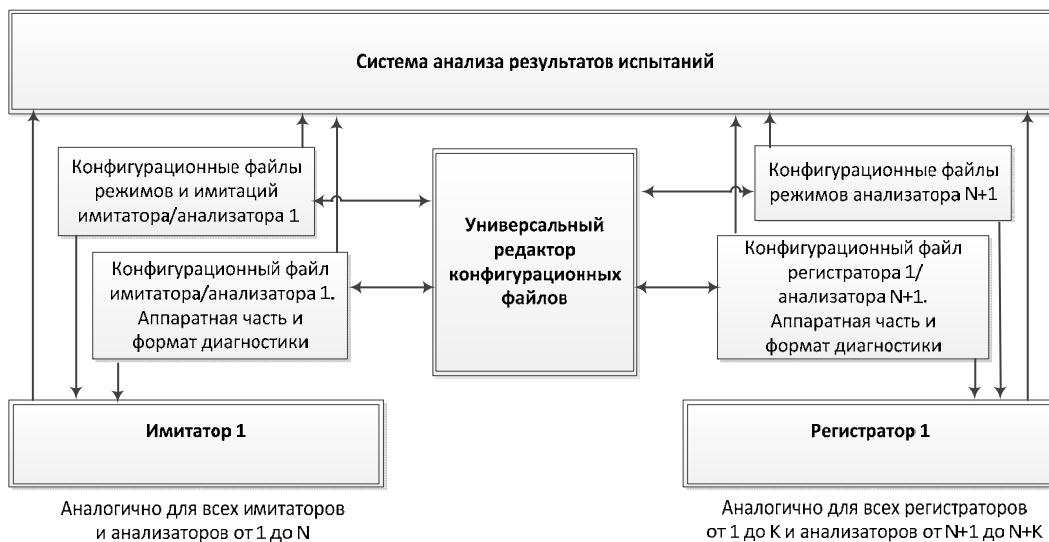 Система анализа результатов испытаний
Конфигурационные файлы
режимов и имитаций
имитатора/анализатора 1
Конфигурационный файл
имитатора/анализатора 1.
Аппаратная часть и
формат диагностики
Универсальный
редактор
конфигурационных
файлов
Конфигурационные файлы
режимов анализатора N+1
Конфигурационный файл
регистратора 1/
анализатора N+1.
Аппаратная часть и
формат диагностики
Имитатор 1
Аналогично для всех имитаторов
и анализаторов от 1 до N
Регистратор 1
Аналогично для всех регистраторов
от 1 до K и анализаторов от N+1 до N+K